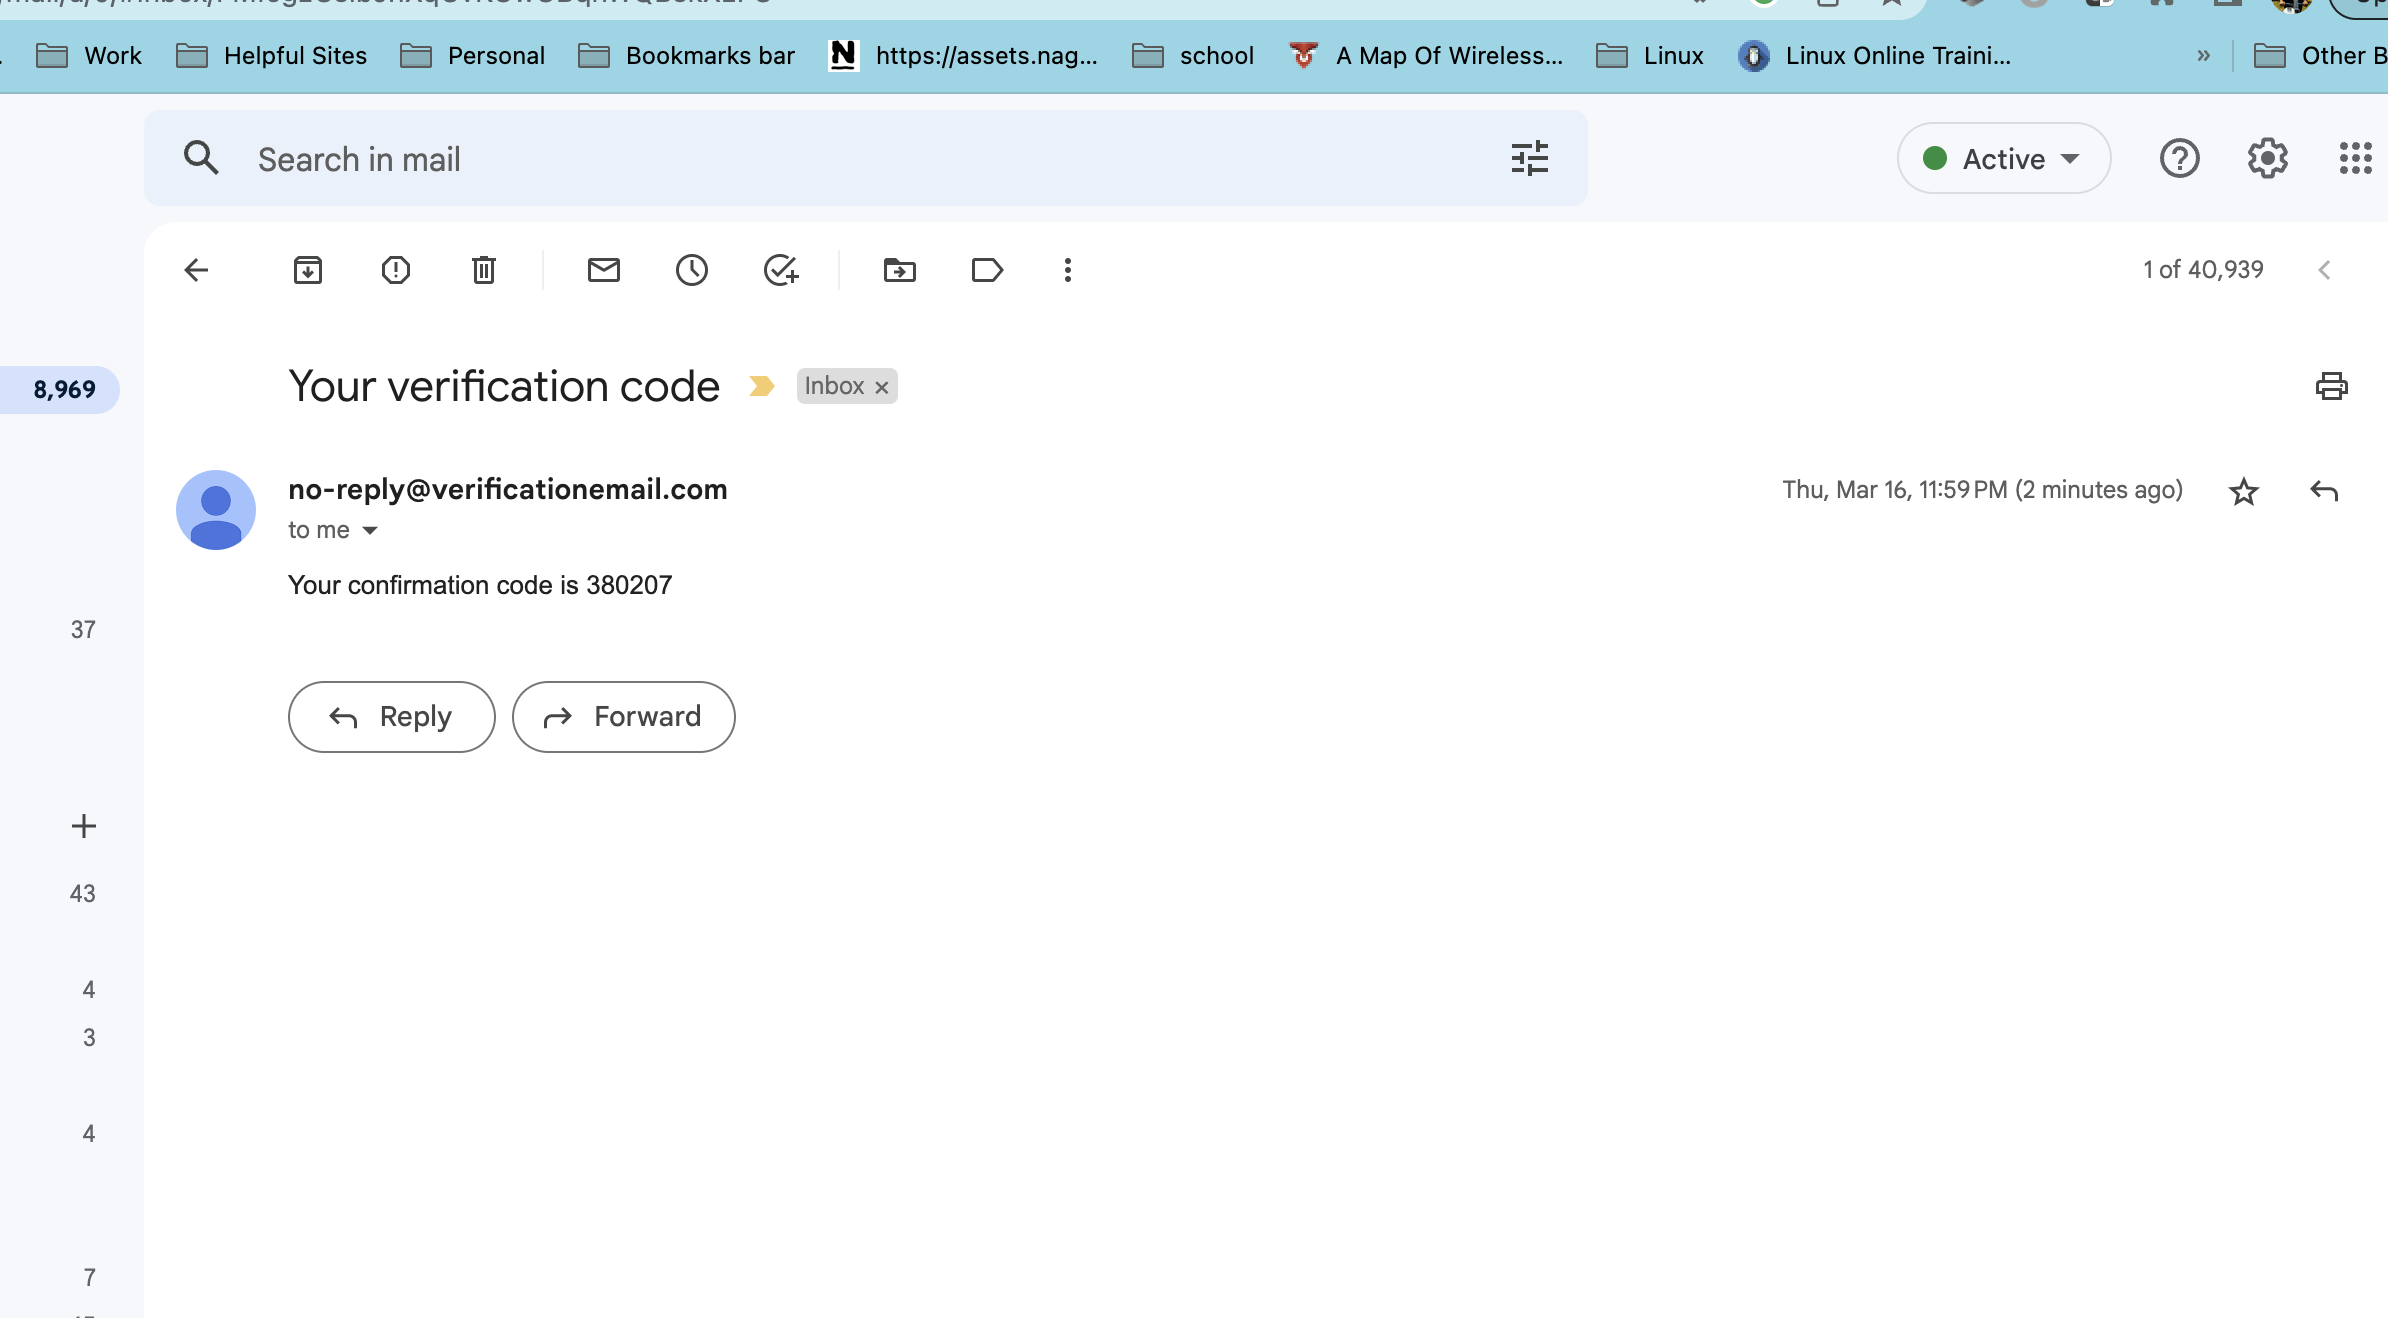 Work
Helpful Sites
Personal
Bookmarks bar
N
https://assets.nag...
school
A Map Of Wireless...
Linux
Linux Online Traini...
»
Other B
Search in mail
Active
1 of 40,939
8,969
Your verification code
Inbox ×
no-reply@verificationemail.com
Thu, Mar 16, 11:59 PM (2 minutes ago)
to me
Your confirmation code is 380207
37
Reply
Forward
43
4
3
4
7